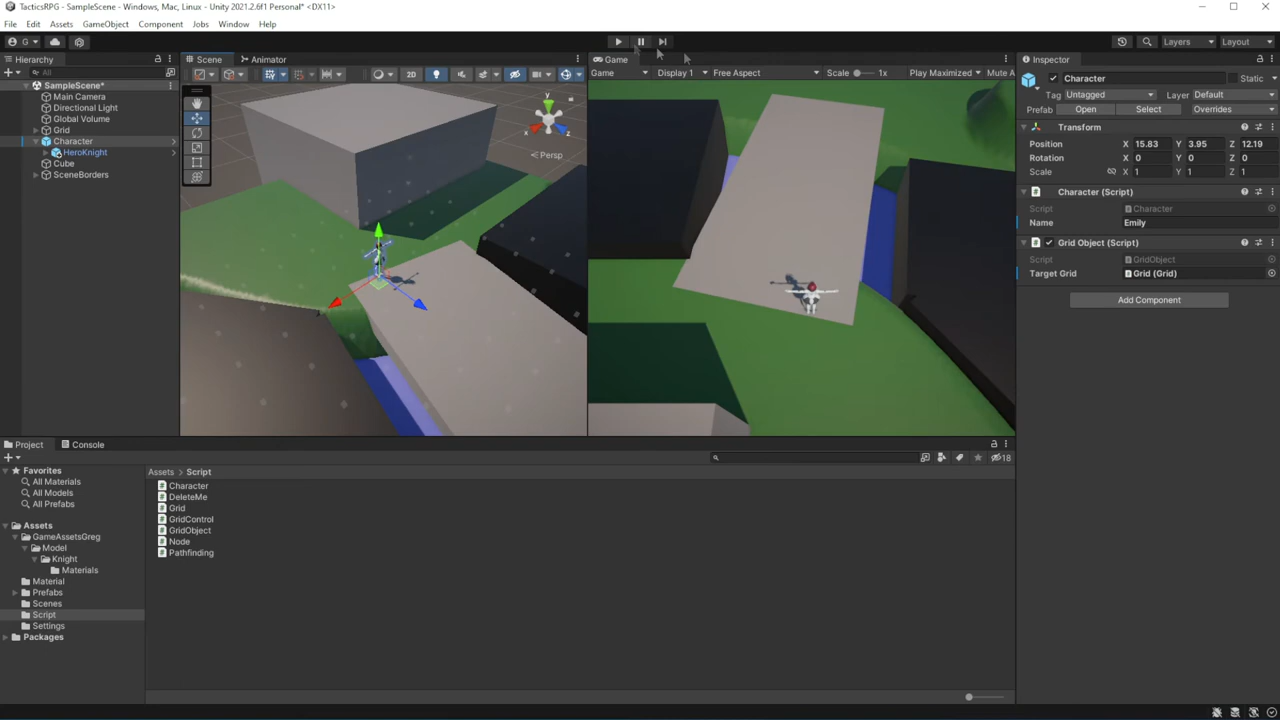 TacticsRPG - SampleScene - Windows, Mac, Linux - Unity 2021.2.6f1 Personal* <DX11>
File Edit Assets GameObject Component Jobs Window Help
G Layers Layout
Hierarchy Scene Animator Game Inspector
All 2D Game Display 1 Free Aspect Scale 1x Play Maximized Mute A
SampleScene*
Main Camera
Directional Light
Global Volume
Grid
Character
HeroKnight
Cube
SceneBorders
y
x z
Persp
Character Static
Tag Untagged Layer Default
Prefab Open Select Overrides
Transform
Position X 15.83 Y 3.95 Z 12.19
Rotation X 0 Y 0 Z 0
Scale X 1 Y 1 Z 1
Character (Script)
Script Character
Name Emily
Grid Object (Script)
Script GridObject
Target Grid Grid (Grid)
Add Component
Project Console
18
Favorites
All Materials
All Models
All Prefabs
Assets
GameAssetsGreg
Model
Knight
Materials
Material
Prefabs
Scenes
Script
Settings
Packages
Assets Script
Character
DeleteMe
Grid
GridControl
GridObject
Node
Pathfinding